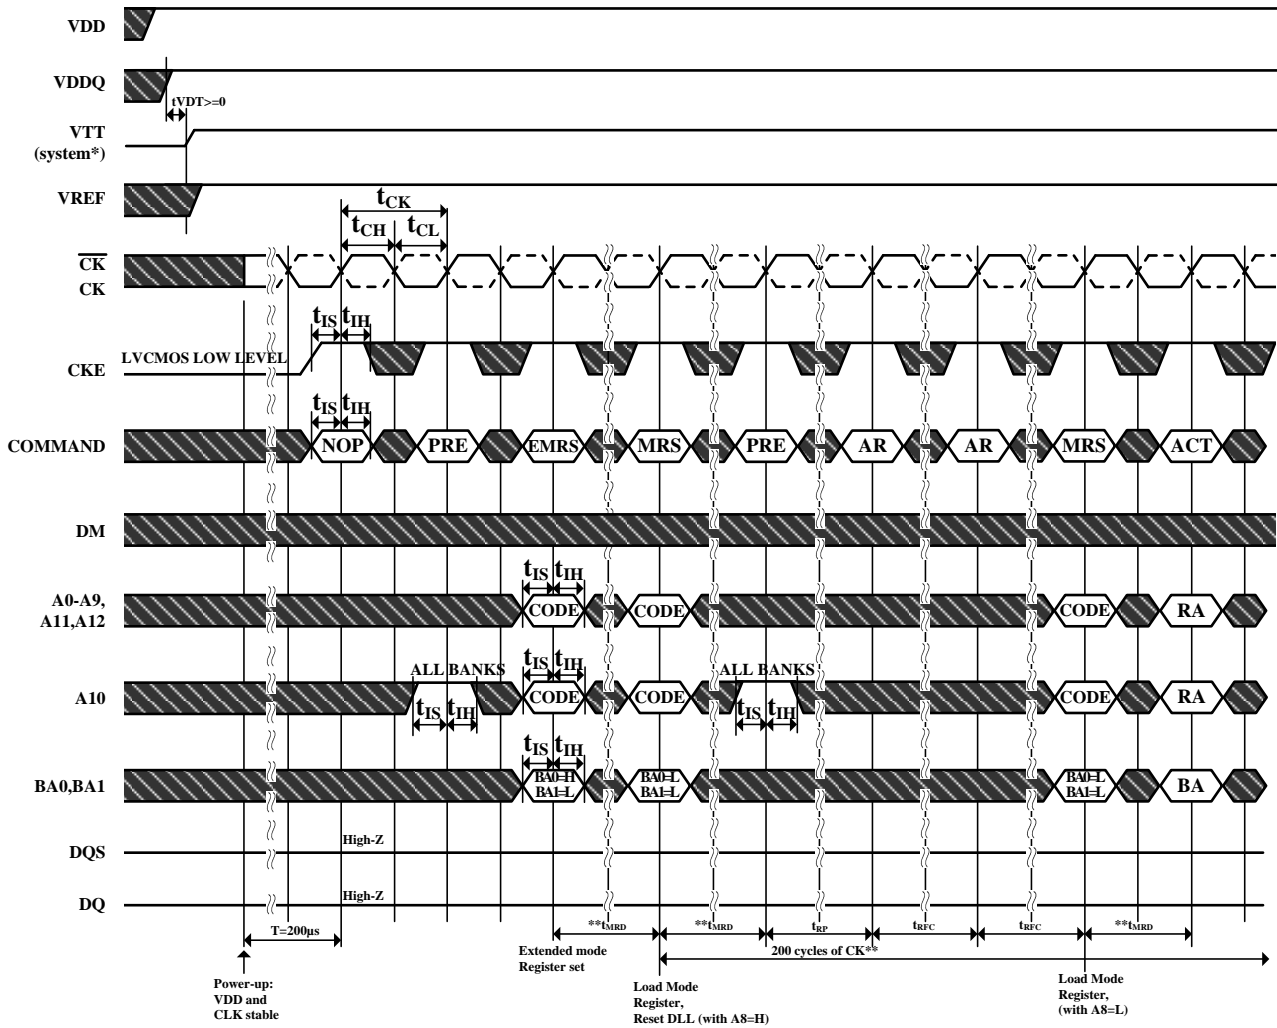 VDD
VDDQ
tVDT>=0
VTT
(system*)
VREF
tCK
tCH tCL
CK
CK
tIS tIH
LVCMOS LOW LEVEL
CKE
tIS tIH
COMMAND NOP PRE EMRS MRS PRE AR AR MRS ACT
DM
tIS tIH
A0-A9,
A11,A12
CODE CODE CODE RA
ALL BANKS tIS tIH ALL BANKS
A10 CODE CODE CODE RA
tIS tIH tIS tIH
tIS tIH
BA0,BA1
BA0=H BA0=L BA0=L
BA1=L BA1=L BA1=L
BA
High-Z
DQS
High-Z
DQ
T=200µs
**tMRD **tMRD tRP tRFC tRFC **tMRD
Extended mode
Register set
200 cycles of CK**
Power-up:
VDD and
CLK stable
Load Mode
Register,
Reset DLL (with A8=H)
Load Mode
Register,
(with A8=L)